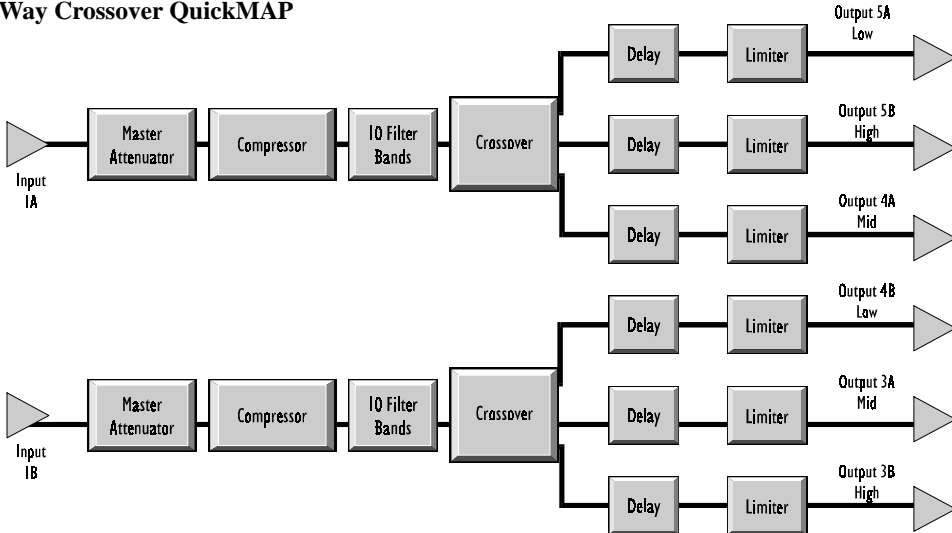 Way Crossover QuickMAP
Output 5A
Low
Delay
Limiter
Output 5B
High
Input
1A
Master
Attenuator
Compressor
10 Filter
Bands
Crossover
Delay
Limiter
Output 4A
Mid
Delay
Limiter
Output 4B
Low
Delay
Limiter
Output 3A
Mid
Input
1B
Master
Attenuator
Compressor
10 Filter
Bands
Crossover
Delay
Limiter
Output 3B
High
Delay
Limiter